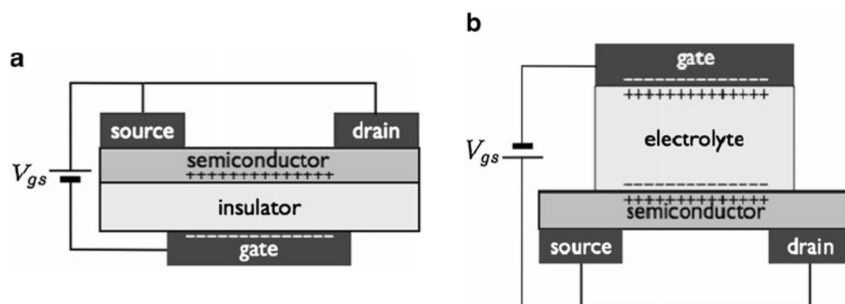 a
source
drain
semiconductor
+++++++++++++
insulator
−−−−−−−−−−−−−
gate
V_gs
b
gate
−−−−−−−−−−−−−
+++++++++++++
electrolyte
−−−−−−−−−−−−−
+++++++++++++
semiconductor
source
drain
V_gs